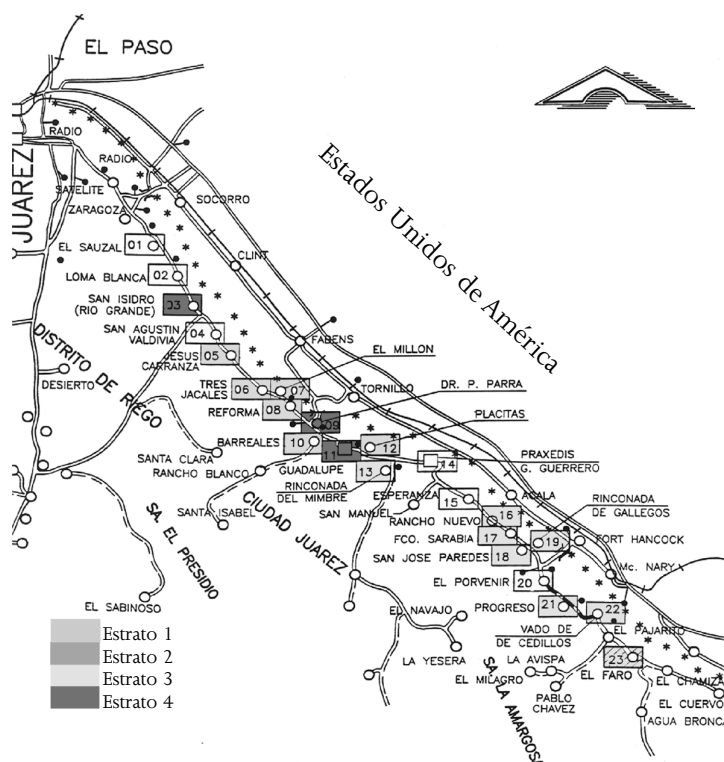 EL PASO
RADIO
RADIO
JUAREZ
SATELITE
ZARAGOZA
SOCORRO
Estados Unidos de América
01
EL SAUZAL
CLINT
02
LOMA BLANCA
03
SAN ISIDRO
(RIO GRANDE)
04
SAN AGUSTIN
VALDIVIA
FABENS
DISTRITO DE RIEGO
05
JESUS
CARRANZA
EL MILLON
DESIERTO
06
07
TRES
JACALES
TORNILLO
DR. P. PARRA
08
REFORMA
09
PLACITAS
10
BARREALES
11
12
SANTA CLARA
PRAXEDIS
G. GUERRERO
14
RANCHO BLANCO
GUADALUPE
13
RINCONADA
DEL MIMBRE
CIUDAD JUAREZ
ESPERANZA
15
ACALA
RINCONADA
DE GALLEGOS
SANTA ISABEL
SAN MANUEL
RANCHO NUEVO
16
SA. EL PRESIDIO
FCO. SARABIA
17
19
FORT HANCOCK
SAN JOSE PAREDES
18
Mc. NARY
EL PORVENIR
20
EL SABINOSO
EL NAVAJO
PROGRESO
21
22
VADO DE
DE CEDILLOS
EL PAJARITO
Estrato 1
Estrato 2
Estrato 3
Estrato 4
LA YESERA
LA AVISPA
23
EL MILAGRO
EL FARO
EL CHAMIZA
SA. LA AMARGOS
PABLO
CHAVEZ
EL CUERVO
AGUA BRONCA